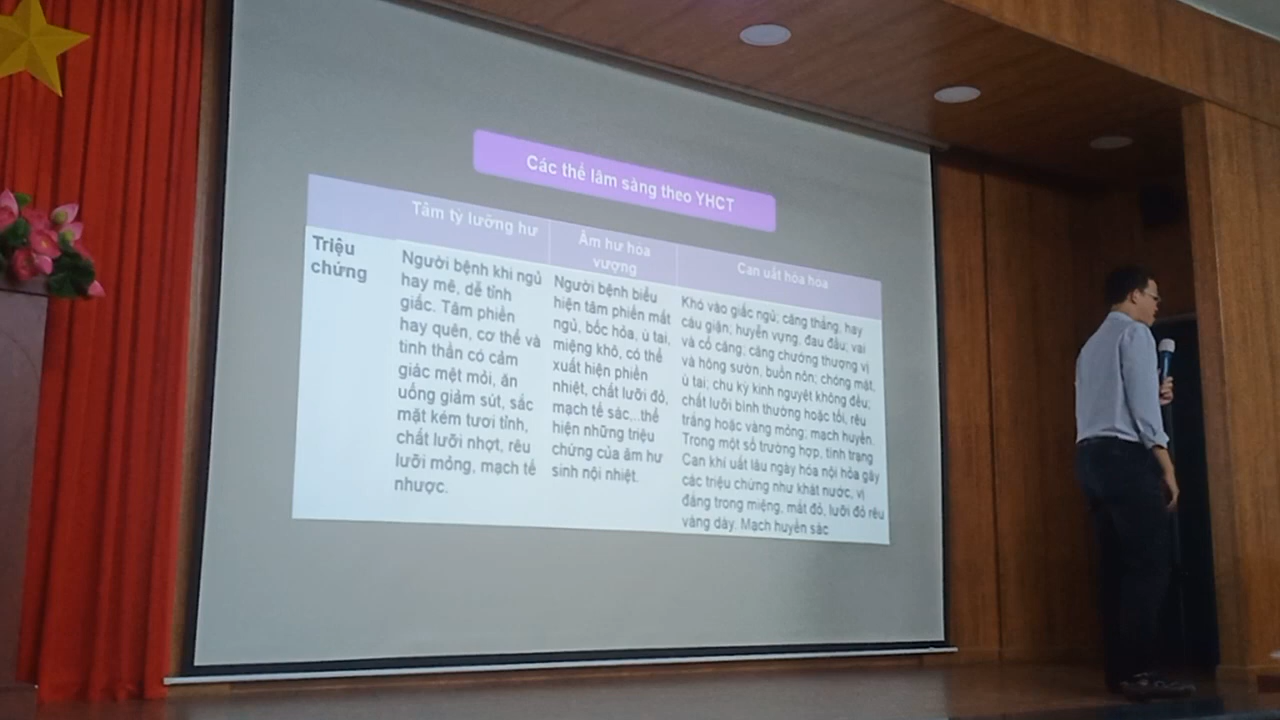 Các thể lâm sàng theo YHCT
Tâm tỳ lưỡng hư
Âm hư hỏa
vượng
Can uất hóa hỏa
Triệu
chứng
Người bệnh khi ngủ
hay mê, dễ tỉnh
giấc. Tâm phiền
hay quên, cơ thể và
tinh thần có cảm
giác mệt mỏi, ăn
uống giảm sút, sắc
mặt kém tươi tỉnh,
chất lưỡi nhợt, rêu
lưỡi mỏng, mạch tế
nhược.
Người bệnh biểu
hiện tâm phiền mất
ngủ, bốc hỏa, ù tai,
miệng khô, có thể
xuất hiện phiền
nhiệt, chất lưỡi đỏ,
mạch tế sác,..thể
hiện những triệu
chứng của âm hư
sinh nội nhiệt.
Khó vào giấc ngủ; căng thẳng, hay
cáu giận; huyễn vựng, đau đầu; vai
và cổ căng; căng chướng thượng vị
và hông sườn, buồn nôn; chóng mặt,
ù tai; chu kỳ kinh nguyệt không đều;
chất lưỡi bình thường hoặc tối, rêu
trắng hoặc vàng mỏng; mạch huyền.
Trong một số trường hợp, tình trạng
Can khí uất lâu ngày hóa nội hỏa gây
các triệu chứng như khát nước, vị
đắng trong miệng, mắt đỏ, lưỡi đỏ rêu
vàng dày. Mạch huyền sác